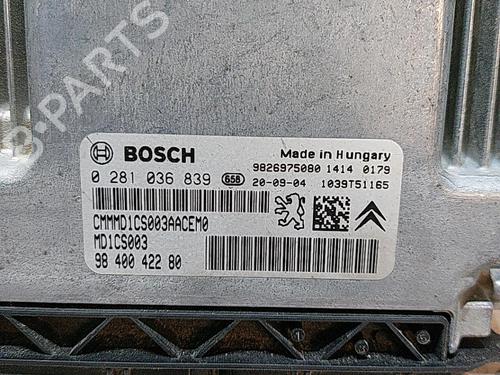 B-PARTS
BOSCH
Made in Hungary
9826975080 1414 0179
0 281 036 839 658 20-09-04 1039T51165
CMMMD1CS003AACEM0
MD1CS003
98 400 422 80